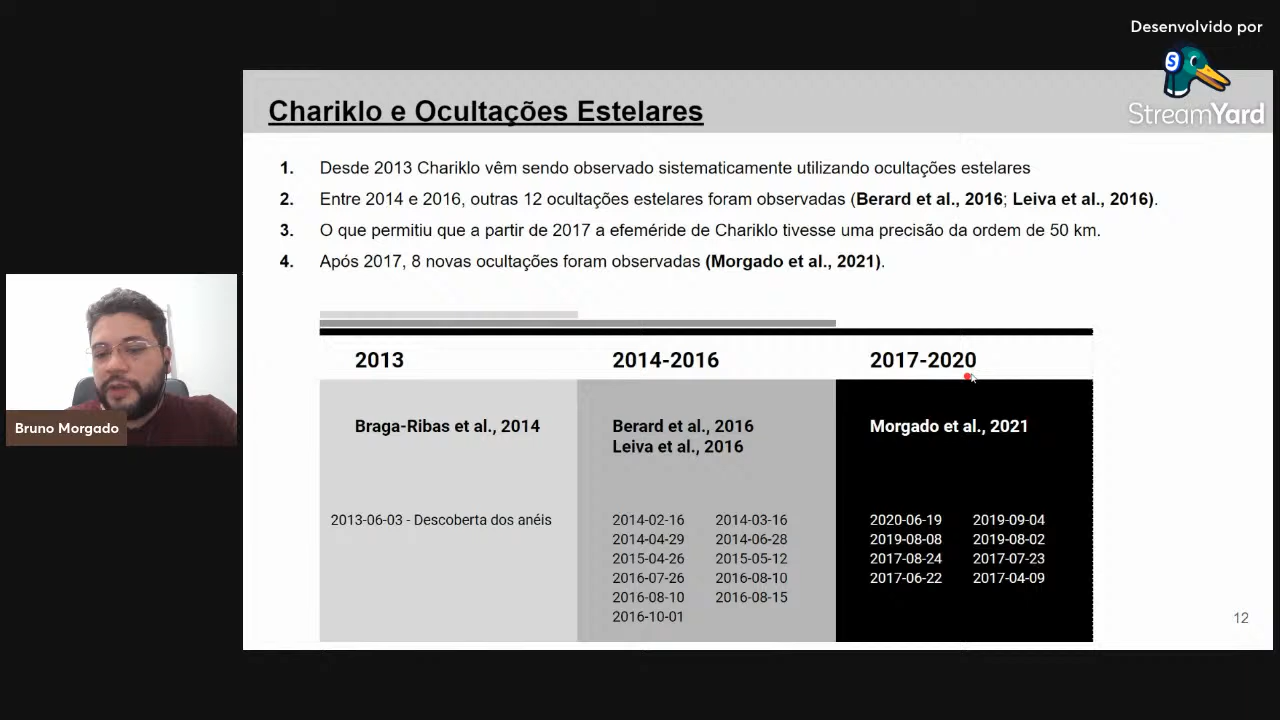 Desenvolvido por
S
StreamYard
Chariklo e Ocultações Estelares
1. Desde 2013 Chariklo vêm sendo observado sistematicamente utilizando ocultações estelares
2. Entre 2014 e 2016, outras 12 ocultações estelares foram observadas (Berard et al., 2016; Leiva et al., 2016).
3. O que permitiu que a partir de 2017 a efeméride de Chariklo tivesse uma precisão da ordem de 50 km.
4. Após 2017, 8 novas ocultações foram observadas (Morgado et al., 2021).
2013 2014-2016 2017-2020
Braga-Ribas et al., 2014 Berard et al., 2016 Morgado et al., 2021
Leiva et al., 2016
2013-06-03 - Descoberta dos anéis 2014-02-16 2014-03-16 2020-06-19 2019-09-04
2014-04-29 2014-06-28 2019-08-08 2019-08-02
2015-04-26 2015-05-12 2017-08-24 2017-07-23
2016-07-26 2016-08-10 2017-06-22 2017-04-09
2016-08-10 2016-08-15
2016-10-01
12
Bruno Morgado